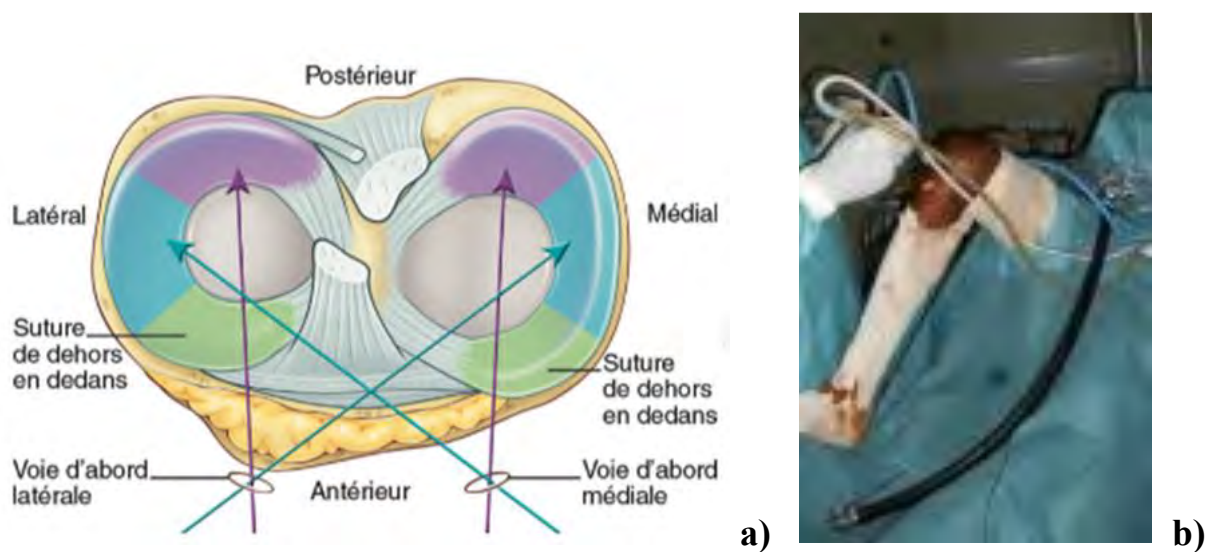 Postérieur
Latéral
Médial
Suture
de dehors
en dedans
Suture
de dehors
en dedans
Voie d'abord
latérale
Antérieur
Voie d'abord
médiale
a)
b)